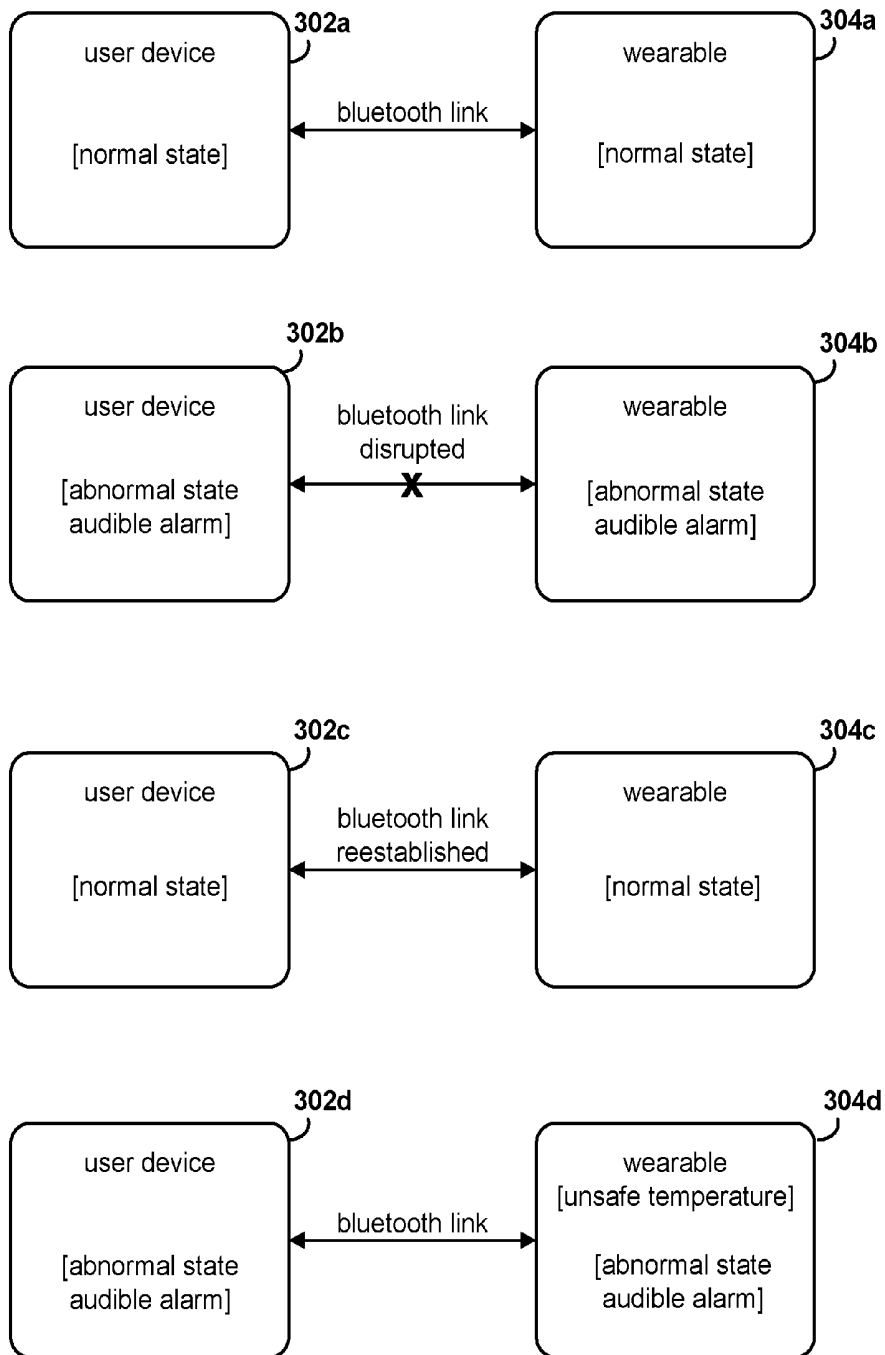 302a
304a
user device
wearable
bluetooth link
[normal state]
[normal state]
302b
304b
user device
wearable
bluetooth link
disrupted
X
[abnormal state
audible alarm]
[abnormal state
audible alarm]
302c
304c
user device
wearable
bluetooth link
reestablished
[normal state]
[normal state]
302d
304d
user device
wearable
[unsafe temperature]
bluetooth link
[abnormal state
audible alarm]
[abnormal state
audible alarm]